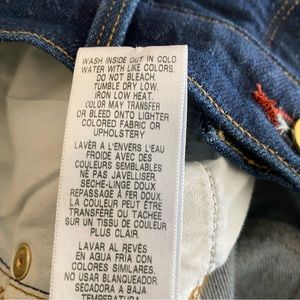 WASH INSIDE OUT IN COLD
WATER WITH LIKE COLORS.
DO NOT BLEACH.
TUMBLE DRY LOW.
IRON LOW HEAT.
COLOR MAY TRANSFER
OR BLEED ONTO LIGHTER
COLORED FABRIC OR
UPHOLSTERY
LAVER À L'ENVERS L'EAU
FROIDE AVEC DES
COULEURS SEMBLABLES
NE PAS JAVELLISER.
SECHE-LINGE DOUX
REPASSAGE À FER DOUX.
LA COULEUR PEUT ÊTRE
TRANSFÉRÉ OU TACHÉE
SUR UN TISSU DE COULEUR
PLUS CLAIR.
LAVAR AL REVÉS
EN AGUA FRÍA CON
COLORES SIMILARES.
NO USAR BLANQUEADOR.
SECADORA A BAJA
TEMPERATURA